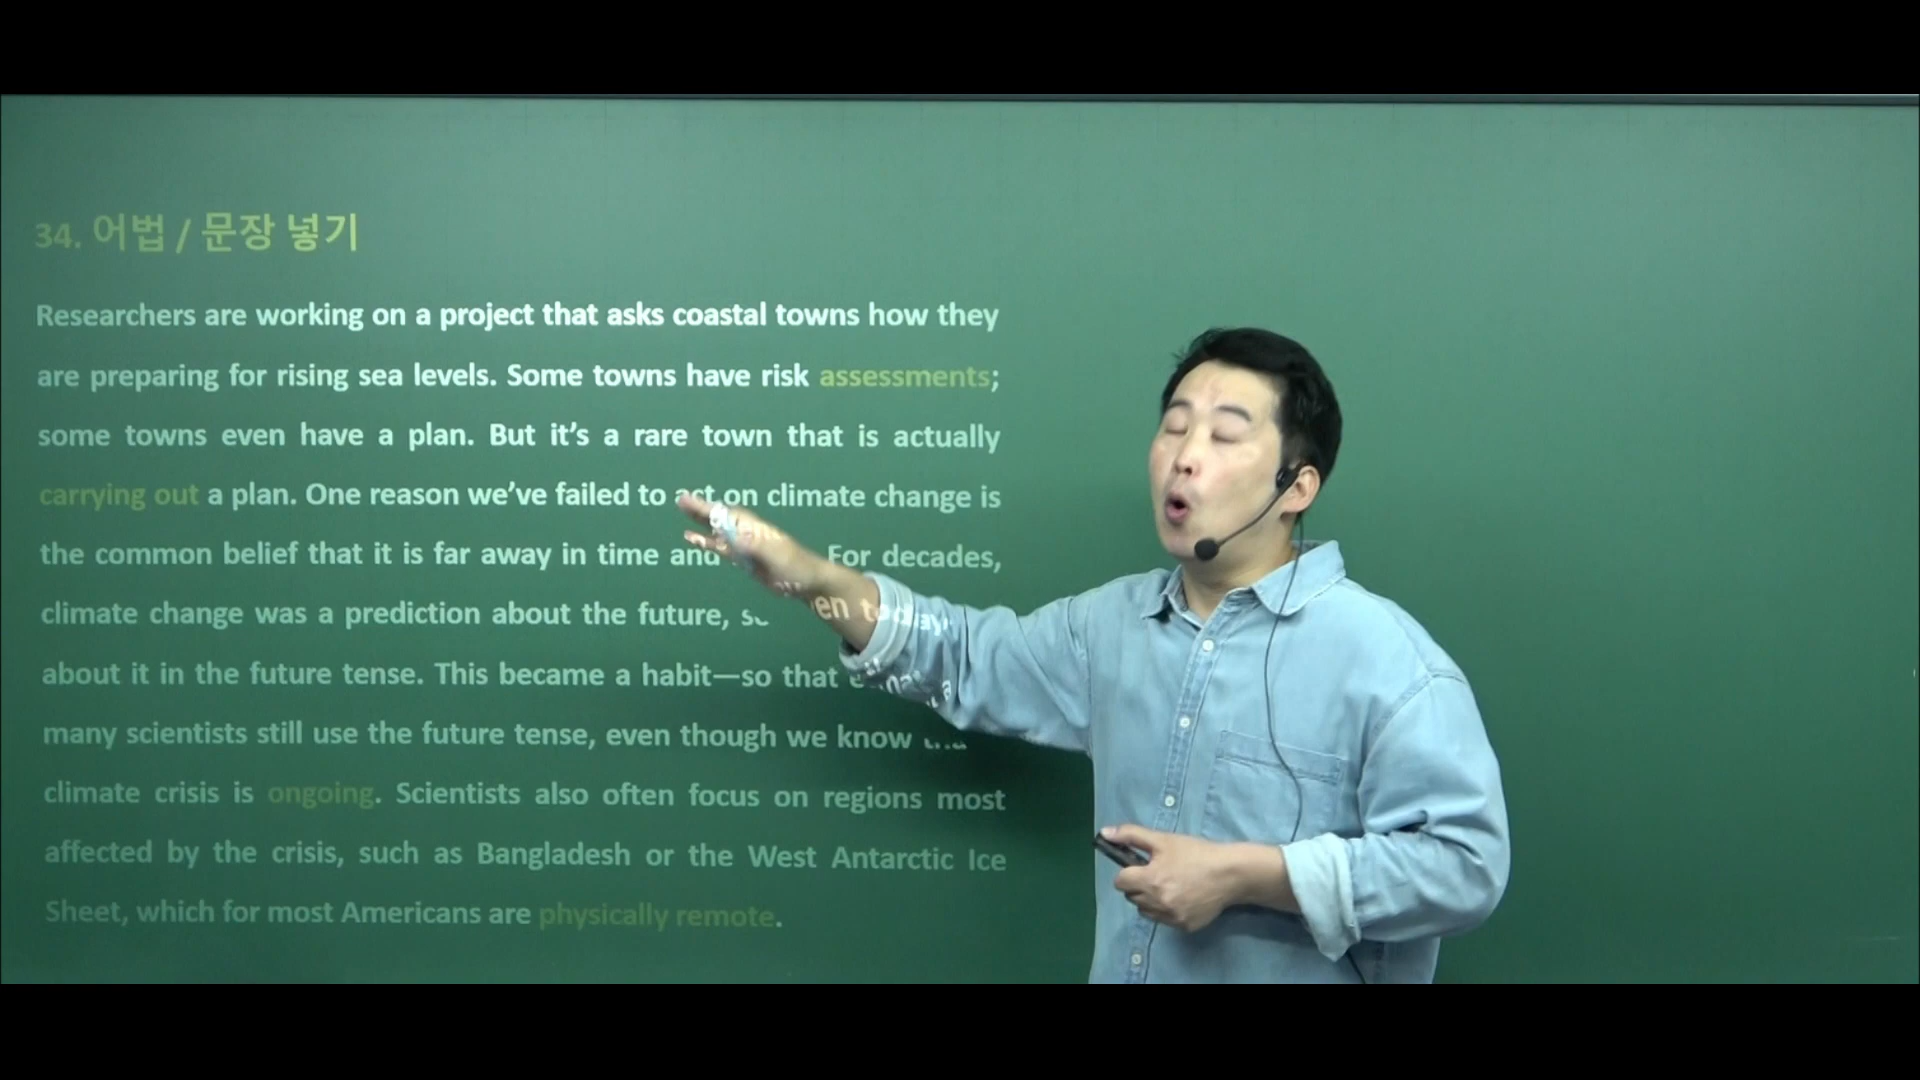 34. 어법 / 문장 넣기
Researchers are working on a project that asks coastal towns how they
are preparing for rising sea levels. Some towns have risk assessments;
some towns even have a plan. But it’s a rare town that is actually
carrying out a plan. One reason we’ve failed to act on climate change is
the common belief that it is far away in time and For decades,
climate change was a prediction about the future,
about it in the future tense. This became a habit—so that
many scientists still use the future tense, even though we know
climate crisis is ongoing. Scientists also often focus on regions most
affected by the crisis, such as Bangladesh or the West Antarctic Ice
Sheet, which for most Americans are physically remote.